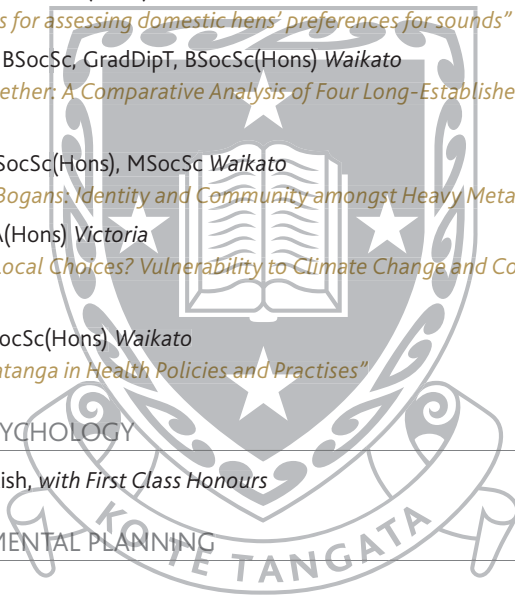 s for assessing domestic hens' preferences for sounds"
BSocSc, GradDipT, BSocSc(Hons) Waikato
ether: A Comparative Analysis of Four Long-Establishe
SocSc(Hons), MSocSc Waikato
Bogans: Identity and Community amongst Heavy Meta
A(Hons) Victoria
Local Choices? Vulnerability to Climate Change and Co
ocSc(Hons) Waikato
tanga in Health Policies and Practises"
YCHOLOGY
ish, with First Class Honours
MENTAL PLANNING
KO TE TANGATA